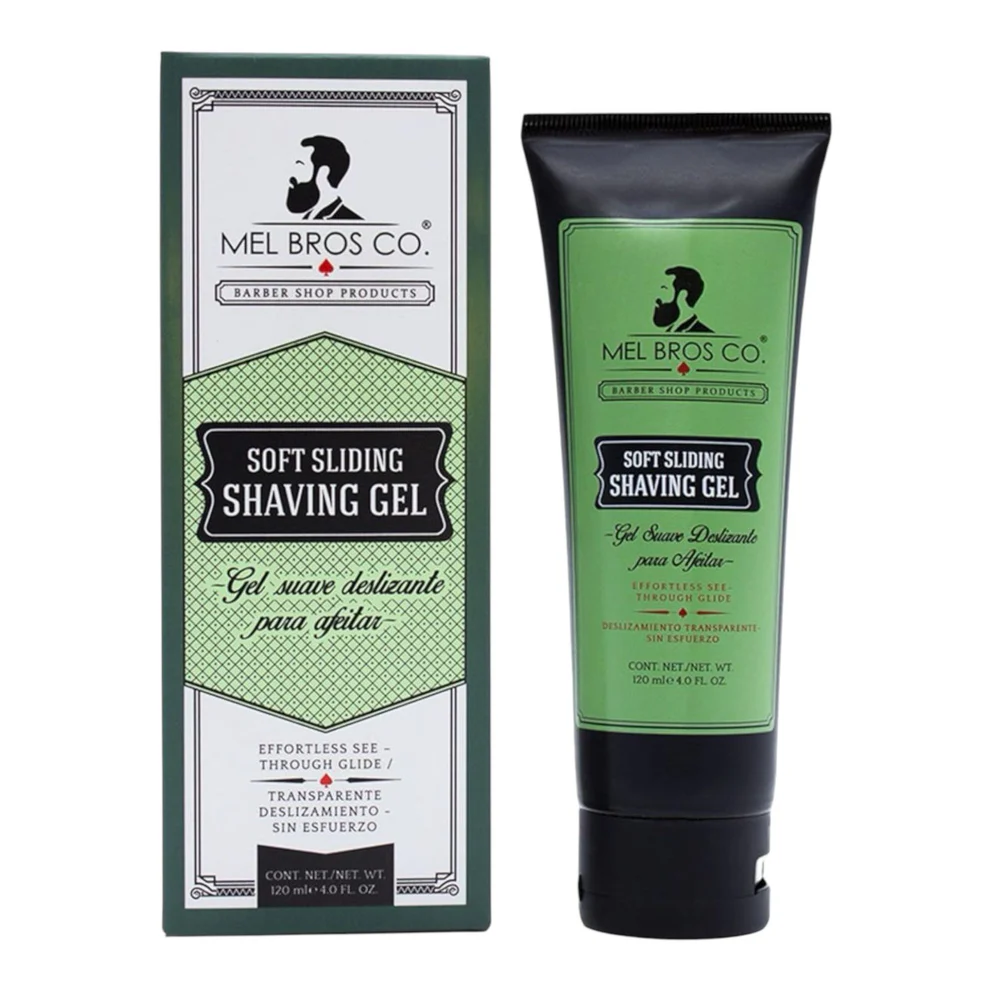 MEL BROS CO.®
BARBER SHOP PRODUCTS
SOFT SLIDING
SHAVING GEL
-Gel suave deslizante
para afeitar-
EFFORTLESS SEE -
THROUGH GLIDE /
TRANSPARENTE
DESLIZAMIENTO -
SIN ESFUERZO
CONT. NET./NET. WT.
120 ml℮4.0 FL. OZ.
MEL BROS CO.®
BARBER SHOP PRODUCTS
SOFT SLIDING
SHAVING GEL
-Gel Suave Deslizante
para Afeitar-
EFFORTLESS SEE-
THROUGH GLIDE
DESLIZAMIENTO TRANSPARENTE-
SIN ESFUERZO
CONT. NET./NET. WT.
120 ml℮4.0 FL. OZ.